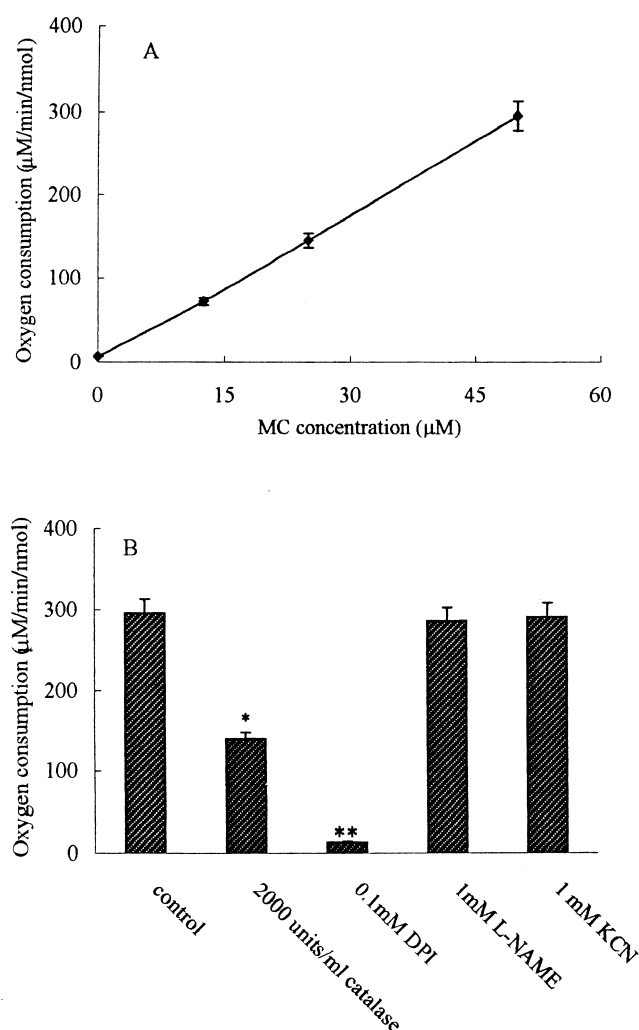 A
Oxygen consumption (μM/min/nmol)
400
300
200
100
0
0 15 30 45 60
MC concentration (μM)
B
Oxygen consumption (μM/min/nmol)
400
300
200
100
0
*
**
control
2000 units/ml catalase
0.1mM DPI
1mM L-NAME
1 mM KCN